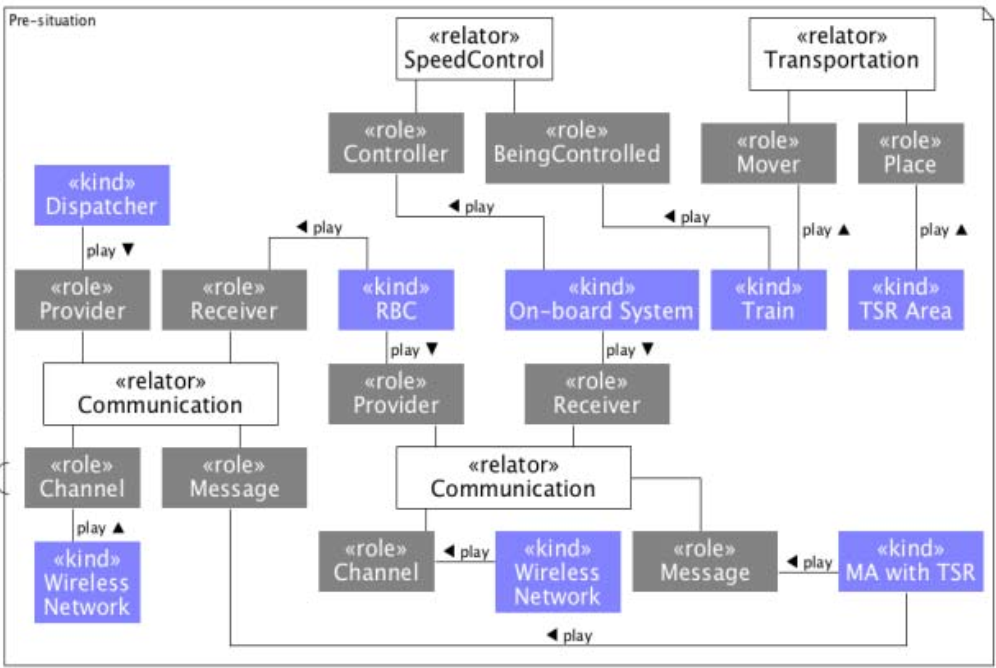 Pre-situation
«relator»
SpeedControl
«relator»
Transportation
«role»
Controller
«role»
BeingControlled
«role»
Mover
«role»
Place
«kind»
Dispatcher
◀ play
◀ play
◀ play
play ▲
play ▲
play ▼
«role»
Provider
«role»
Receiver
«kind»
RBC
«kind»
On-board System
«kind»
Train
«kind»
TSR Area
play ▼
play ▼
«relator»
Communication
«role»
Provider
«role»
Receiver
«role»
Channel
«role»
Message
«relator»
Communication
play ▲
«kind»
Wireless
Network
«role»
Channel
◀ play
«kind»
Wireless
Network
«role»
Message
◀ play
«kind»
MA with TSR
◀ play